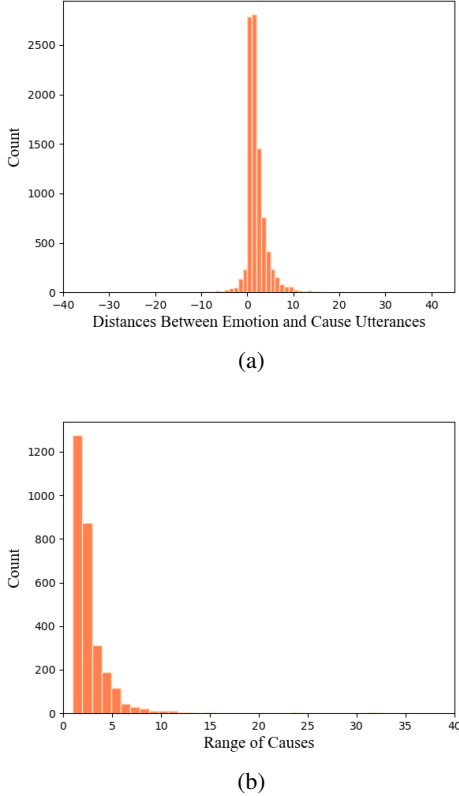 2500
2000
1500
1000
500
0
Count
−40 −30 −20 −10 0 10 20 30 40
Distances Between Emotion and Cause Utterances
(a)
1200
1000
800
600
400
200
0
Count
0 5 10 15 20 25 30 35 40
Range of Causes
(b)